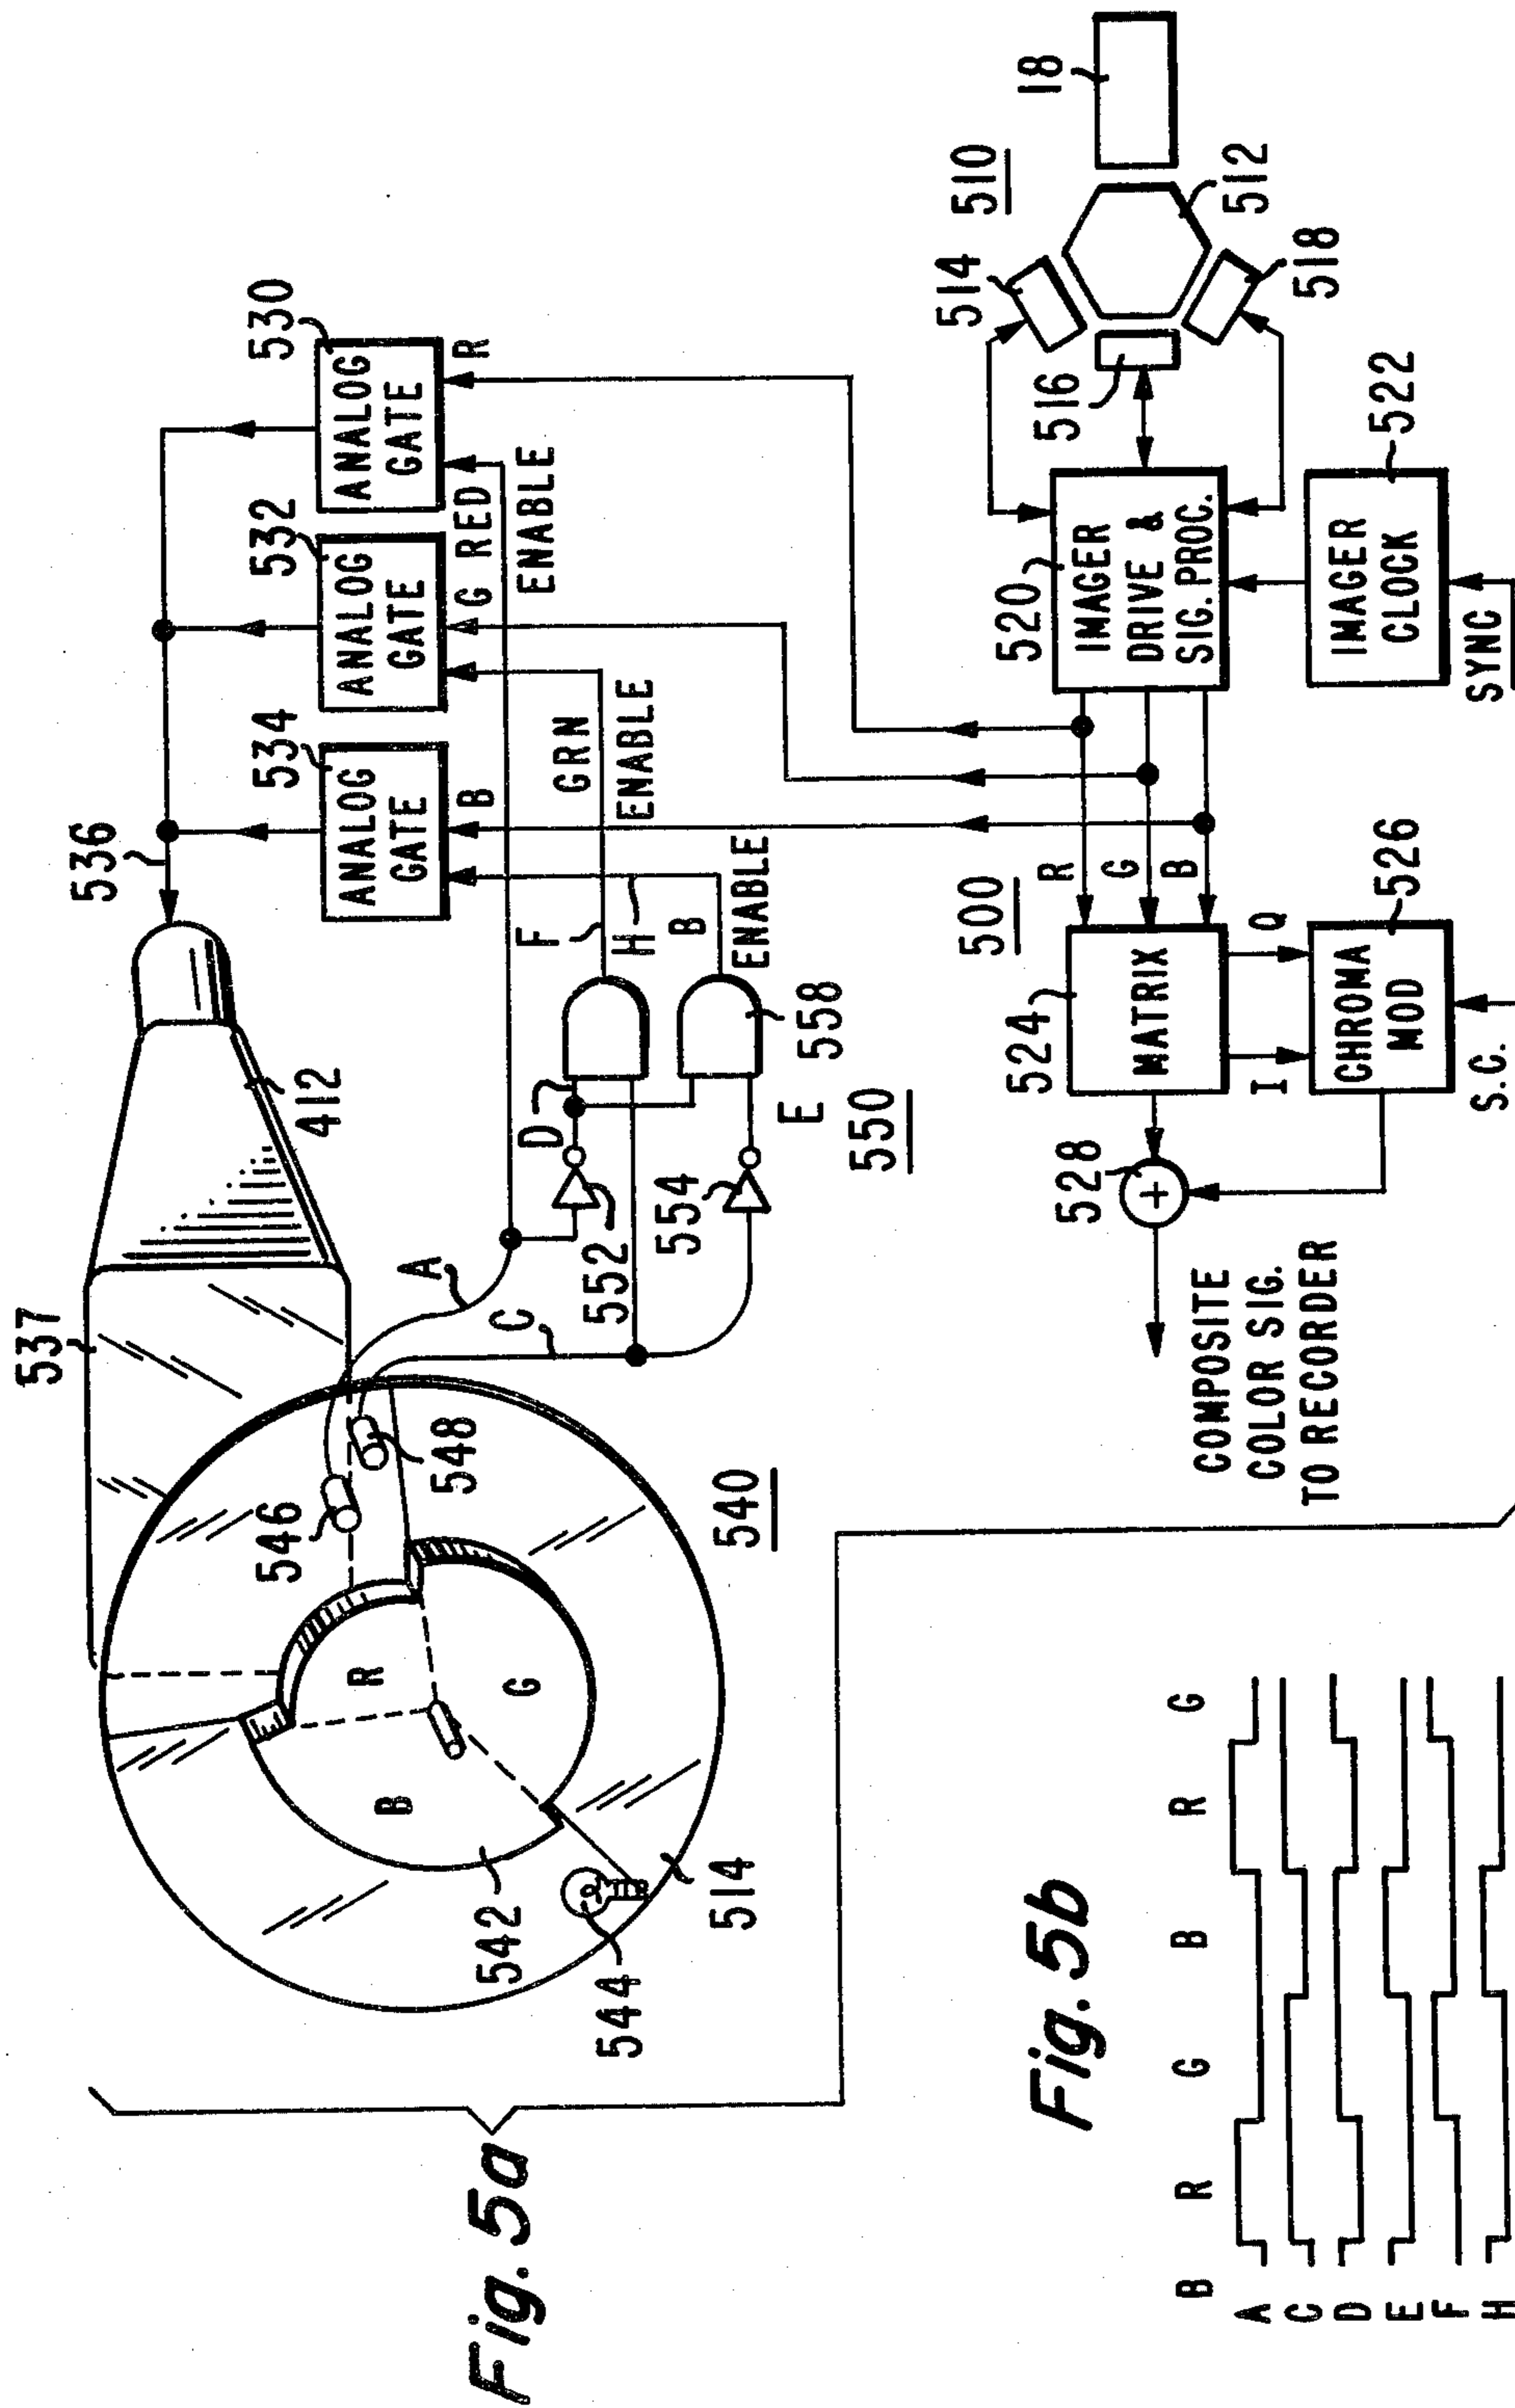 Fig. 5a
537
412
536
534
532
530
ANALOG
GATE
ANALOG
GATE
ANALOG
GATE
B
G
RED
ENABLE
R
GRN
ENABLE
F
H
B
ENABLE
546
548
A
C
D
E
552
554
558
550
R
G
B
542
544
514
540
500
510
18
512
514
516
518
520
IMAGER
DRIVE &
SIG. PROC.
522
IMAGER
CLOCK
SYNC
R
G
B
524
MATRIX
I
Q
526
CHROMA
MOD
S.C.
528
+
COMPOSITE
COLOR SIG.
TO RECORDER
Fig. 5b
B R G B R G
A
C
D
E
F
H